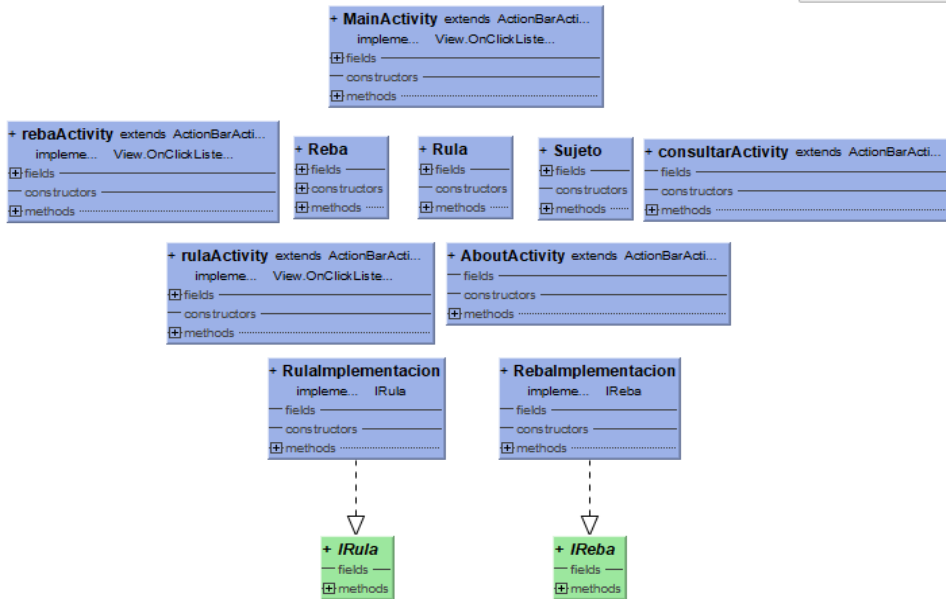 + MainActivity extends ActionBarActi...
impleme... View.OnClickListe...
fields
constructors
methods
+ rebaActivity extends ActionBarActi...
impleme... View.OnClickListe...
fields
constructors
methods
+ Reba
fields
constructors
methods
+ Rula
fields
constructors
methods
+ Sujeto
fields
constructors
methods
+ consultarActivity extends ActionBarActi...
fields
constructors
methods
+ rulaActivity extends ActionBarActi...
impleme... View.OnClickListe...
fields
constructors
methods
+ AboutActivity extends ActionBarActi...
fields
constructors
methods
+ RulaImplementacion
impleme... IRula
fields
constructors
methods
+ RebaImplementacion
impleme... IReba
fields
constructors
methods
+ IRula
fields
methods
+ IReba
fields
methods